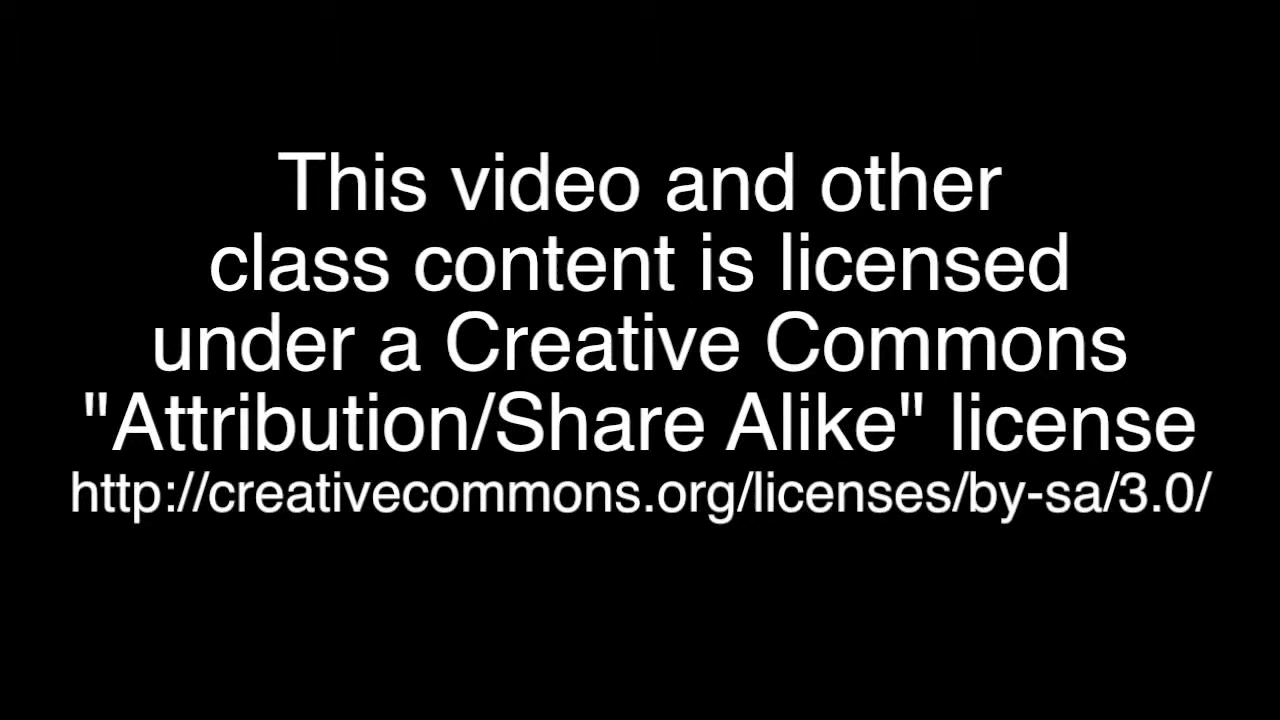 This video and other
class content is licensed
under a Creative Commons
"Attribution/Share Alike" license
http://creativecommons.org/licenses/by-sa/3.0/